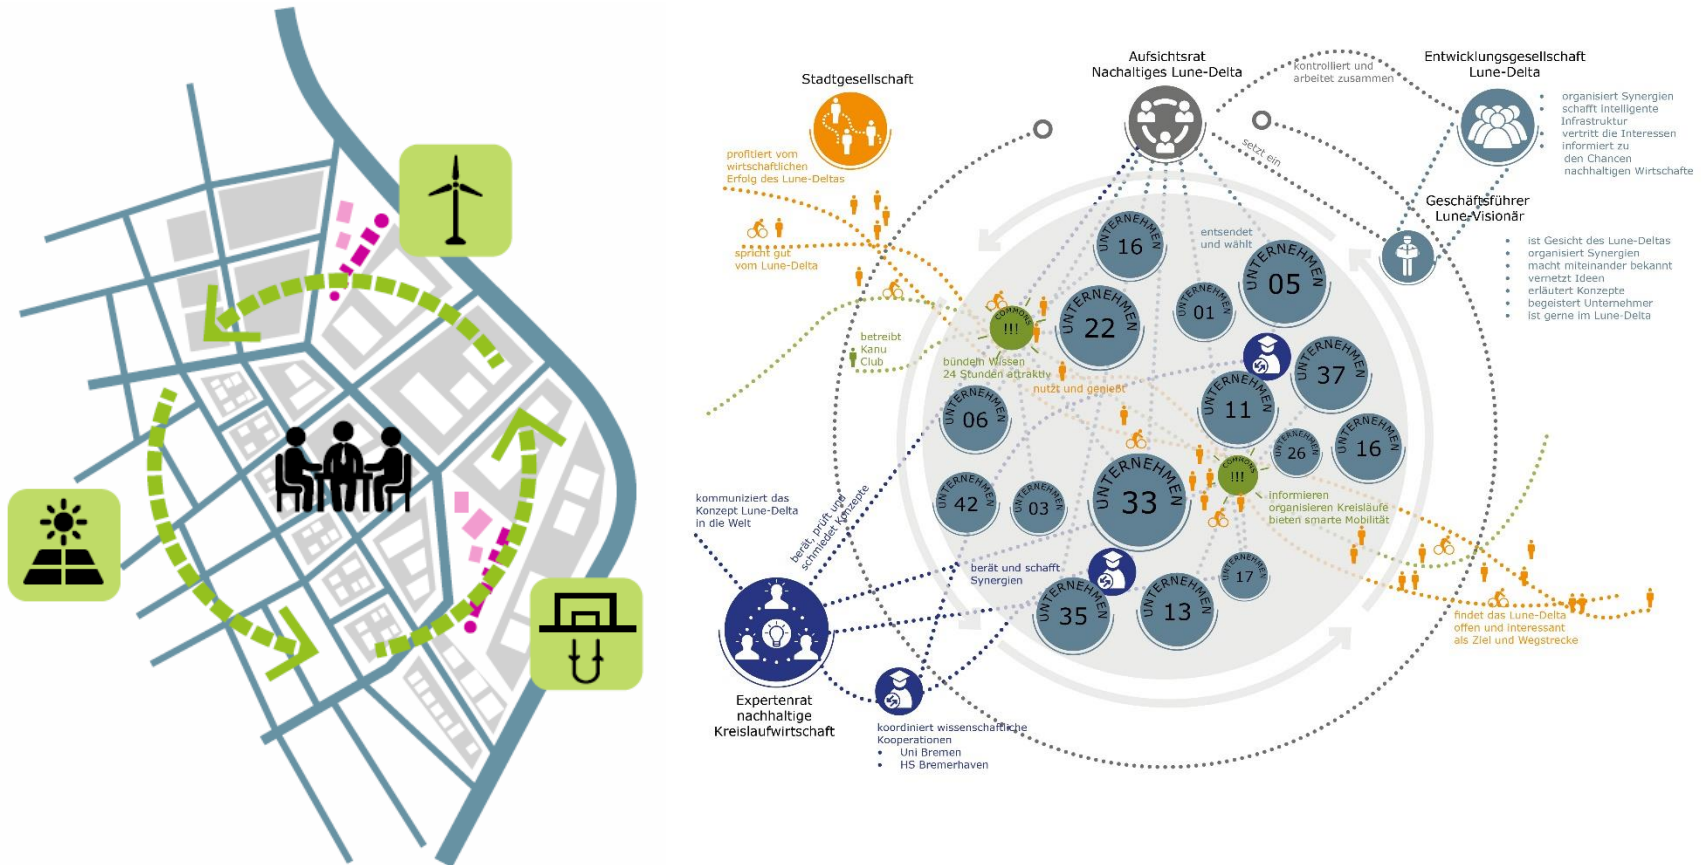 Stadtgesellschaft
profitiert vom
wirtschaftlichen
Erfolg des Lune-Deltas
spricht gut
vom Lune-Delta
betreibt
Kanu
Club
Aufsichtsrat
Nachaltiges Lune-Delta
kontrolliert und
arbeitet zusammen
setzt ein
Entwicklungsgesellschaft
Lune-Delta
• organisiert Synergien
• schafft intelligente
Infrastruktur
• vertritt die Interessen
• informiert zu
den Chancen
nachhaltigen Wirtschafte
Geschäftsführer
Lune-Visionär
• ist Gesicht des Lune-Deltas
• organisiert Synergien
• macht miteinander bekannt
• vernetzt Ideen
• erläutert Konzepte
• begeistert Unternehmer
• ist gerne im Lune-Delta
entsendet
und wählt
UNTERNEHMEN
16
UNTERNEHMEN
05
UNTERNEHMEN
01
UNTERNEHMEN
22
COMMONS
!!!
bündeln Wissen
24 Stunden attraktiv
nutzt und genießt
UNTERNEHMEN
37
UNTERNEHMEN
11
UNTERNEHMEN
06
UNTERNEHMEN
26
UNTERNEHMEN
16
COMMONS
!!!
informieren
organisieren Kreisläufe
bieten smarte Mobilität
UNTERNEHMEN
42
UNTERNEHMEN
03
UNTERNEHMEN
33
UNTERNEHMEN
17
UNTERNEHMEN
35
UNTERNEHMEN
13
kommuniziert das
Konzept Lune-Delta
in die Welt
berät, prüft und
schmiedet Konzepte
berät und schafft
Synergien
Expertenrat
nachhaltige
Kreislaufwirtschaft
koordiniert wissenschaftliche
Kooperationen
• Uni Bremen
• HS Bremerhaven
findet das Lune-Delta
offen und interessant
als Ziel und Wegstrecke